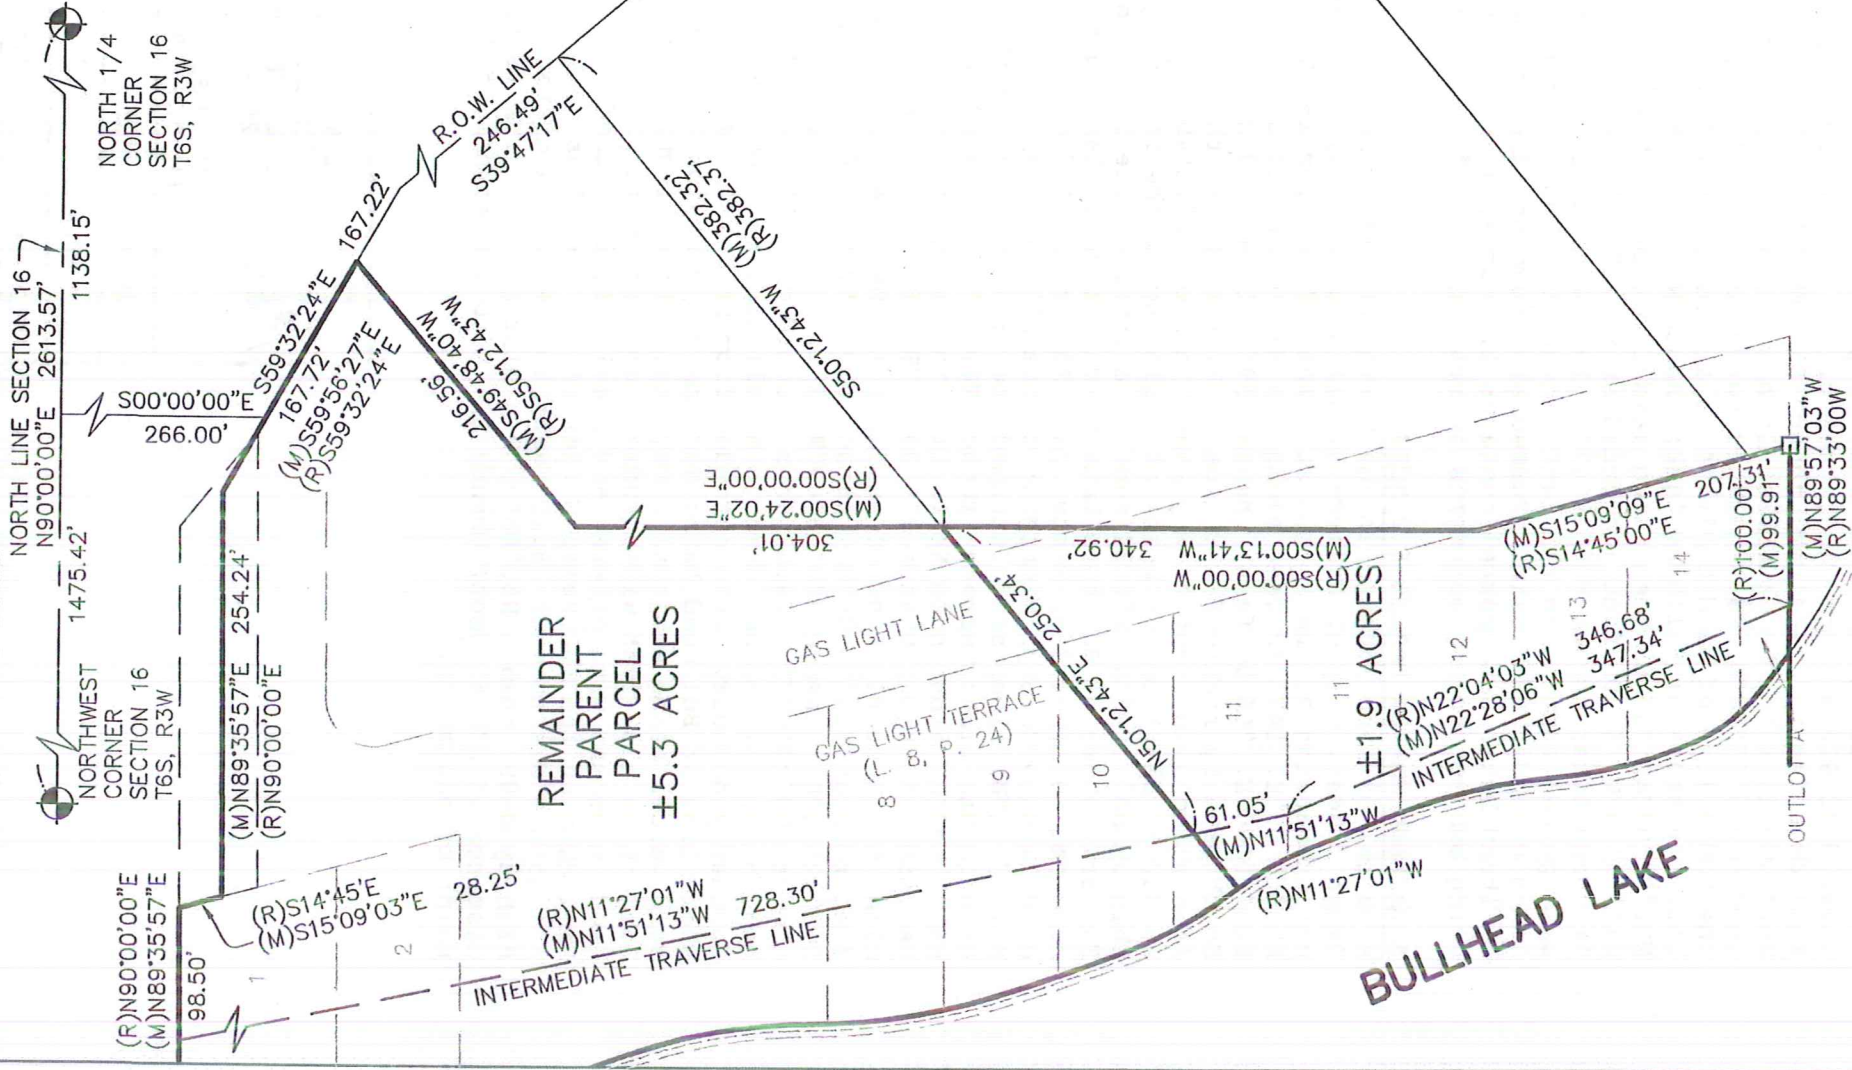 NORTH LINE SECTION 16
N90°00'00"E 2613.57'
1475.42'
1138.15'
NORTH 1/4
CORNER
SECTION 16
T6S, R3W
NORTHWEST
CORNER
SECTION 16
T6S, R3W
S00°00'00"E
266.00'
R.O.W. LINE
246.49'
S39°47'17"E
167.22'
S59°32'24"E
167.72'
(M)S59°56'27"E
(R)S59°32'24"E
216.56'
(M)S49°48'40"W
(R)S50°12'43"W
S50°12'43"W (M)382.32'
(R)382.37'
(M)N89°35'57"E 254.24'
(R)N90°00'00"E
(R)N90°00'00"E
(M)N89°35'57"E
98.50'
(R)S14°45'E
(M)S15°09'03"E 28.25'
1
2
REMAINDER
PARENT
PARCEL
±5.3 ACRES
(R)S00°00'00"E
(M)S00°24'02"E
304.01'
340.92'
(M)S00°13'41"W
(R)S00°00'00"W
GAS LIGHT LANE
GAS LIGHT TERRACE
(L. 8, P. 24)
8
9
10
11
11
12
13
14
250.34'
N50°12'43"E
±1.9 ACRES
(M)S15°09'09"E 207.31'
(R)S14°45'00"E
(R)100.00'
(M)99.91'
(M)N89°57'03"W
(R)N89°33'00W
(R)N22°04'03"W 346.68'
(M)N22°28'06"W 347.34'
INTERMEDIATE TRAVERSE LINE
61.05'
(M)N11°51'13"W
(R)N11°27'01"W
(R)N11°27'01"W
(M)N11°51'13"W 728.30'
INTERMEDIATE TRAVERSE LINE
BULLHEAD LAKE
OUTLOT A